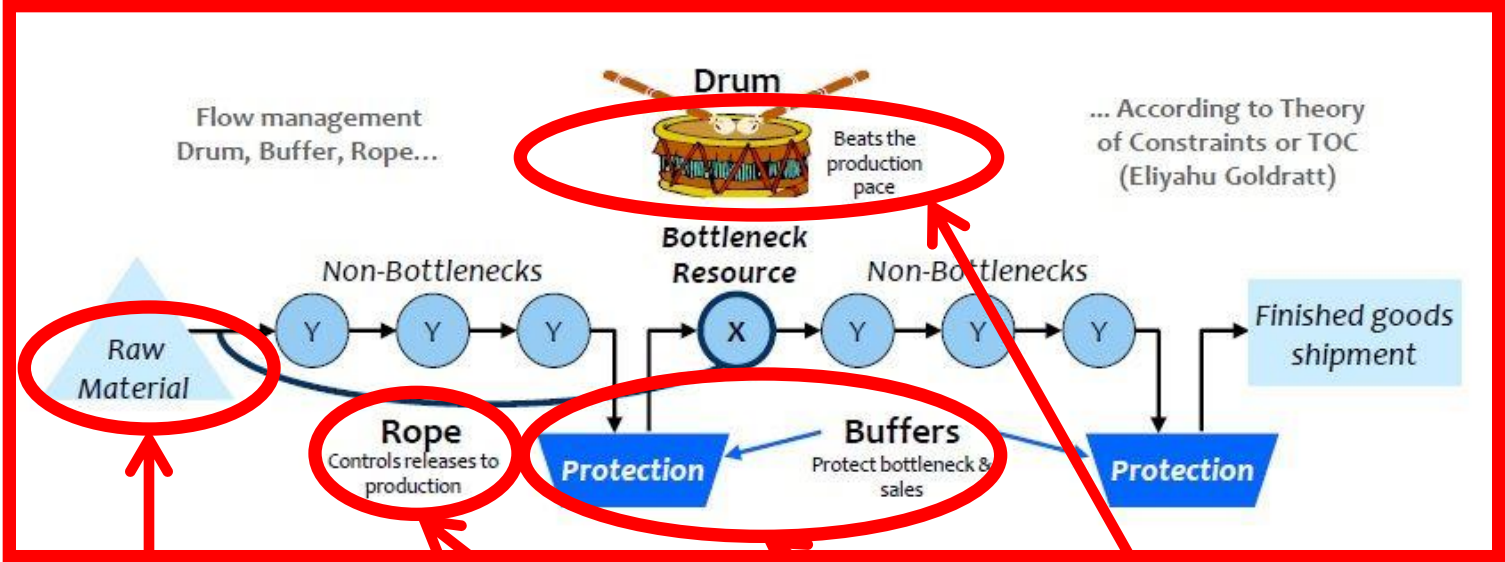 Drum
Flow management
Drum, Buffer, Rope...
Beats the
production
pace
... According to Theory
of Constraints or TOC
(Eliyahu Goldratt)
Bottleneck
Resource
Non-Bottlenecks
Non-Bottlenecks
Raw
Material
Y
Y
Y
X
Y
Y
Y
Finished goods
shipment
Rope
Controls releases to
production
Protection
Buffers
Protect bottleneck &
sales
Protection